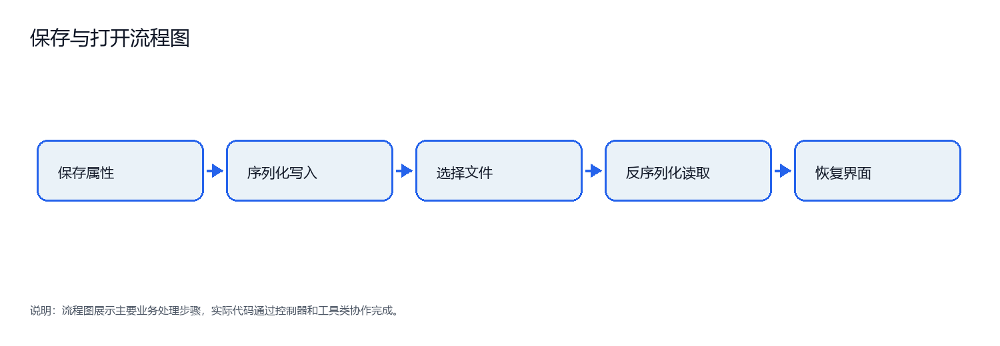 保存与打开流程图
保存属性
序列化写入
选择文件
反序列化读取
恢复界面
说明：流程图展示主要业务处理步骤，实际代码通过控制器和工具类协作完成。